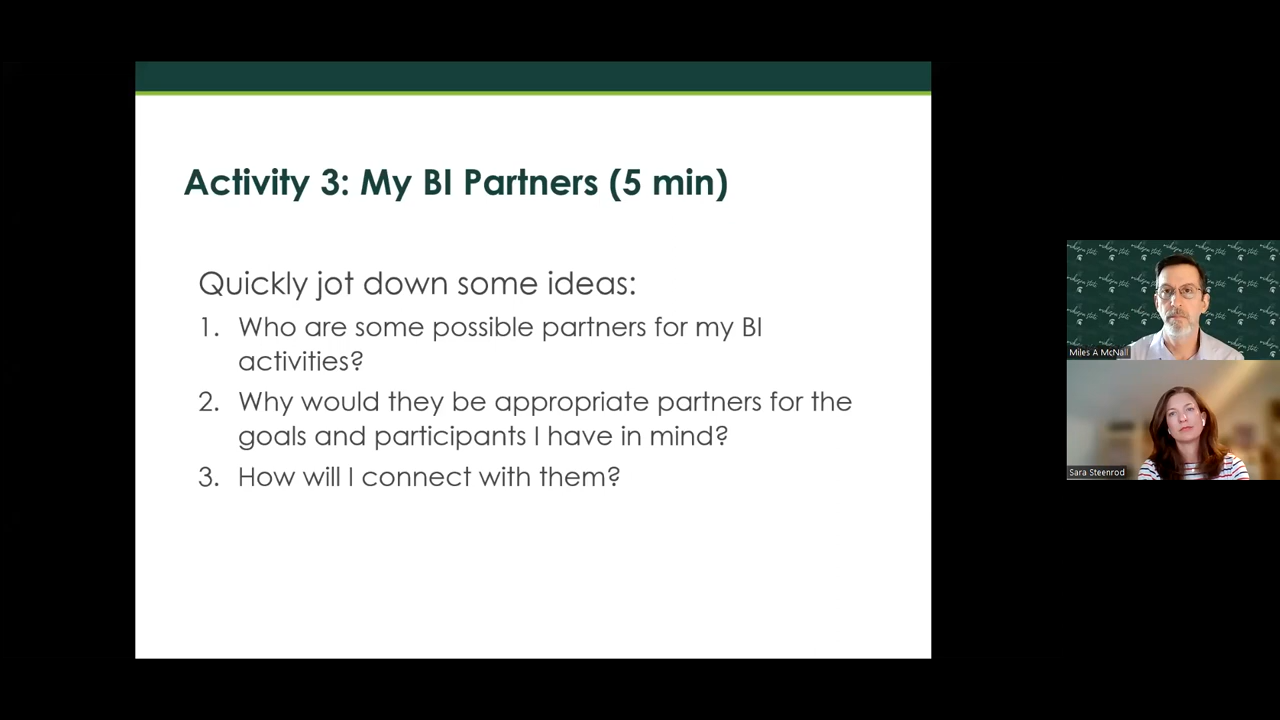 Activity 3: My BI Partners (5 min)
Quickly jot down some ideas:
1. Who are some possible partners for my BI
activities?
2. Why would they be appropriate partners for the
goals and participants I have in mind?
3. How will I connect with them?
Miles A McNall
Sara Steenrod